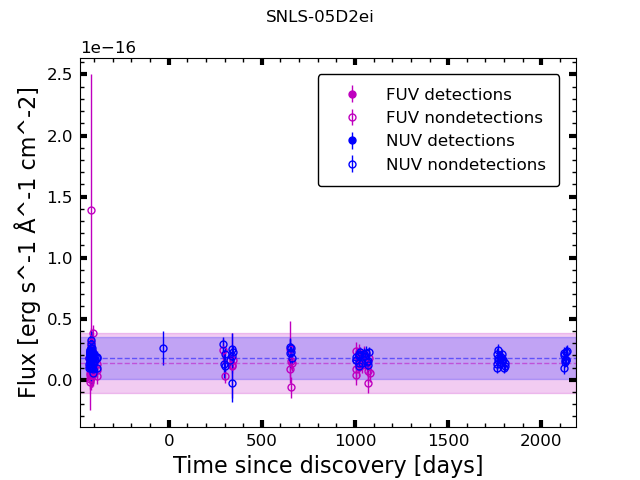 SNLS-05D2ei
1e−16
FUV detections
FUV nondetections
NUV detections
NUV nondetections
2.5
2.0
1.5
1.0
0.5
0.0
Flux [erg s^-1 Å^-1 cm^-2]
0
500
1000
1500
2000
Time since discovery [days]